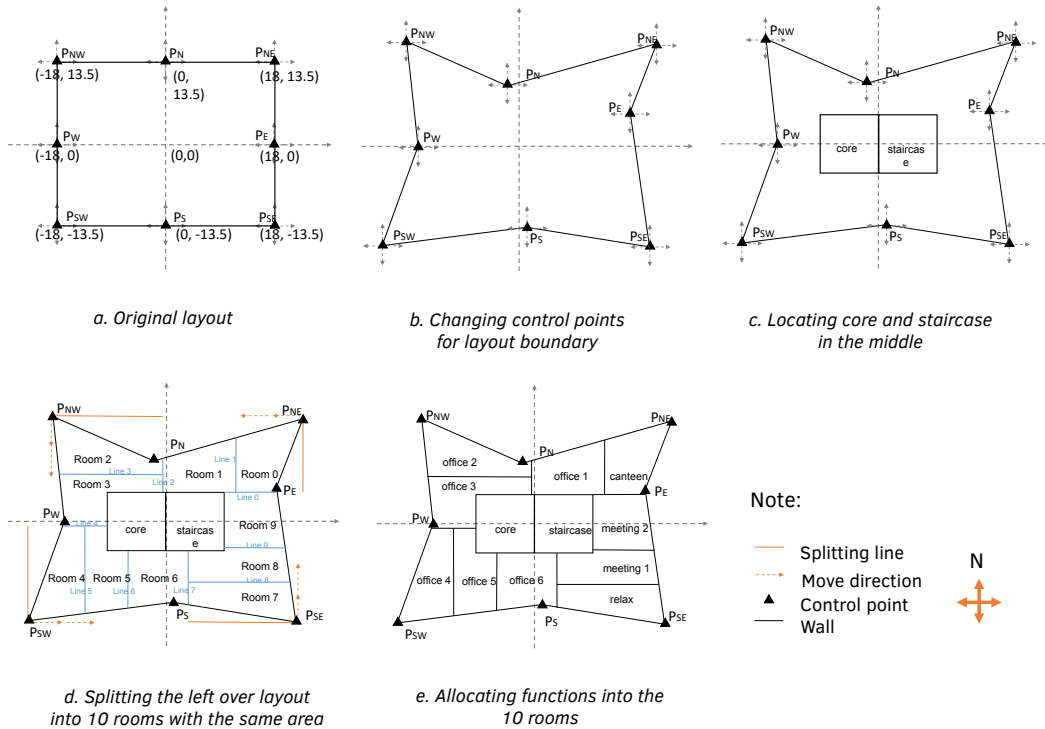 PNW
PN
PNE
(-18, 13.5)
(0,
13.5)
(18, 13.5)
PW
PE
(-18, 0)
(0,0)
(18, 0)
PSW
PS
PSE
(-18, -13.5)
(0, -13.5)
(18, -13.5)
a. Original layout
PNW
PNE
PN
PE
PW
PSW
PS
PSE
b. Changing control points
for layout boundary
PNW
PNE
PN
PE
PW
core
staircas
e
PSW
PS
PSE
c. Locating core and staircase
in the middle
PNW
PNE
PN
Room 2
Line 1
Line 3
Room 1
Room 0
Room 3
Line 2
PE
Line 0
PW
Line 4
core
staircas
e
Room 9
Line 9
Room 4
Room 5
Room 6
Room 8
Line 5
Line 6
Line 7
Line 8
Room 7
PS
PSW
PSE
d. Splitting the left over layout
into 10 rooms with the same area
PNW
PNE
PN
office 2
office 3
office 1
canteen
PE
PW
core
staircase
meeting 2
office 4
office 5
office 6
meeting 1
relax
PS
PSW
PSE
e. Allocating functions into the
10 rooms
Note:
Splitting line
Move direction
Control point
Wall
N